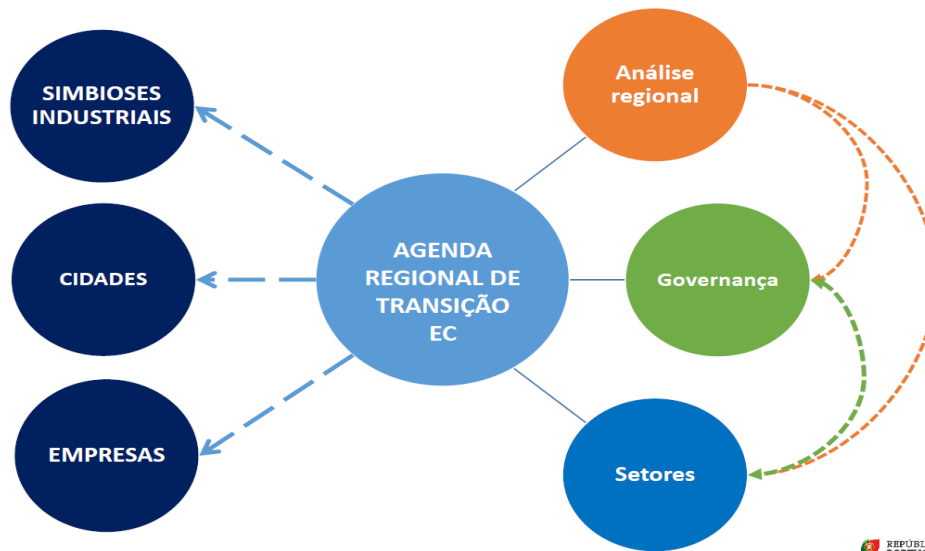 SIMBIOSES
INDUSTRIAIS
CIDADES
EMPRESAS
AGENDA
REGIONAL DE
TRANSIÇÃO
EC
Análise
regional
Governança
Setores